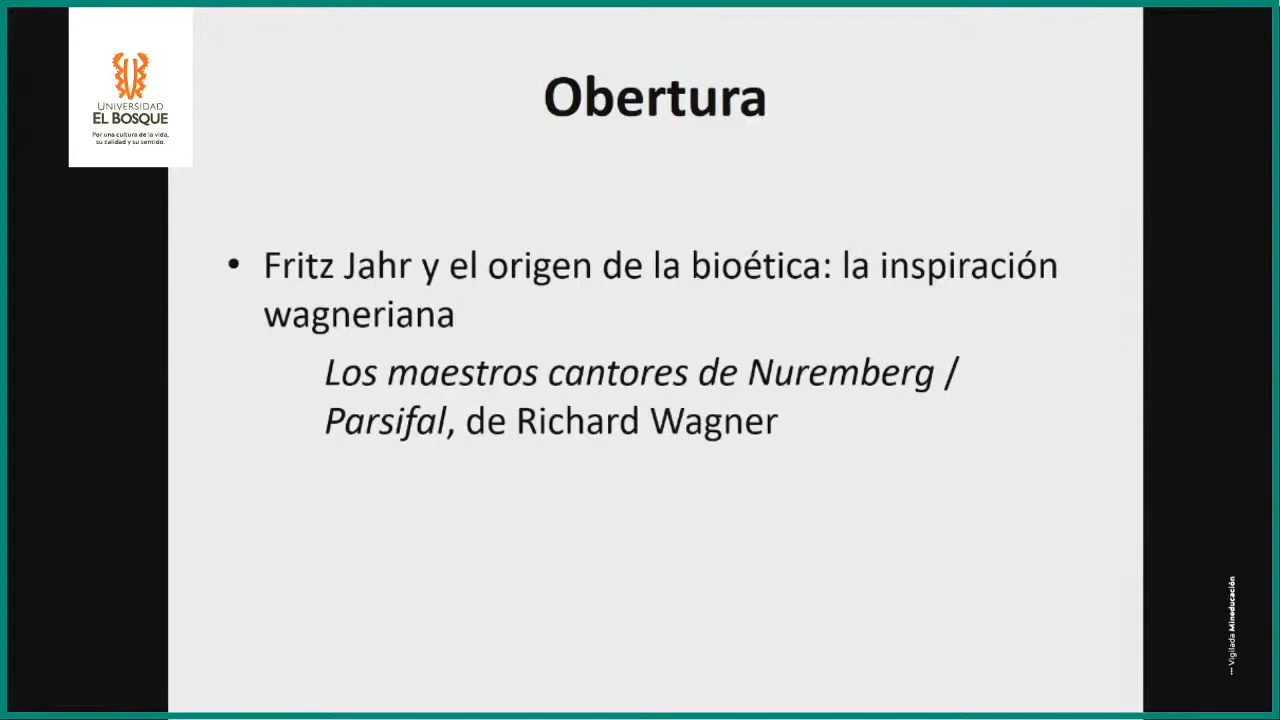 UNIVERSIDAD
EL BOSQUE
Por una cultura de la vida,
su calidad y su sentido.
Obertura
• Fritz Jahr y el origen de la bioética: la inspiración
wagneriana
Los maestros cantores de Nuremberg /
Parsifal, de Richard Wagner
Vigilada Mineducación